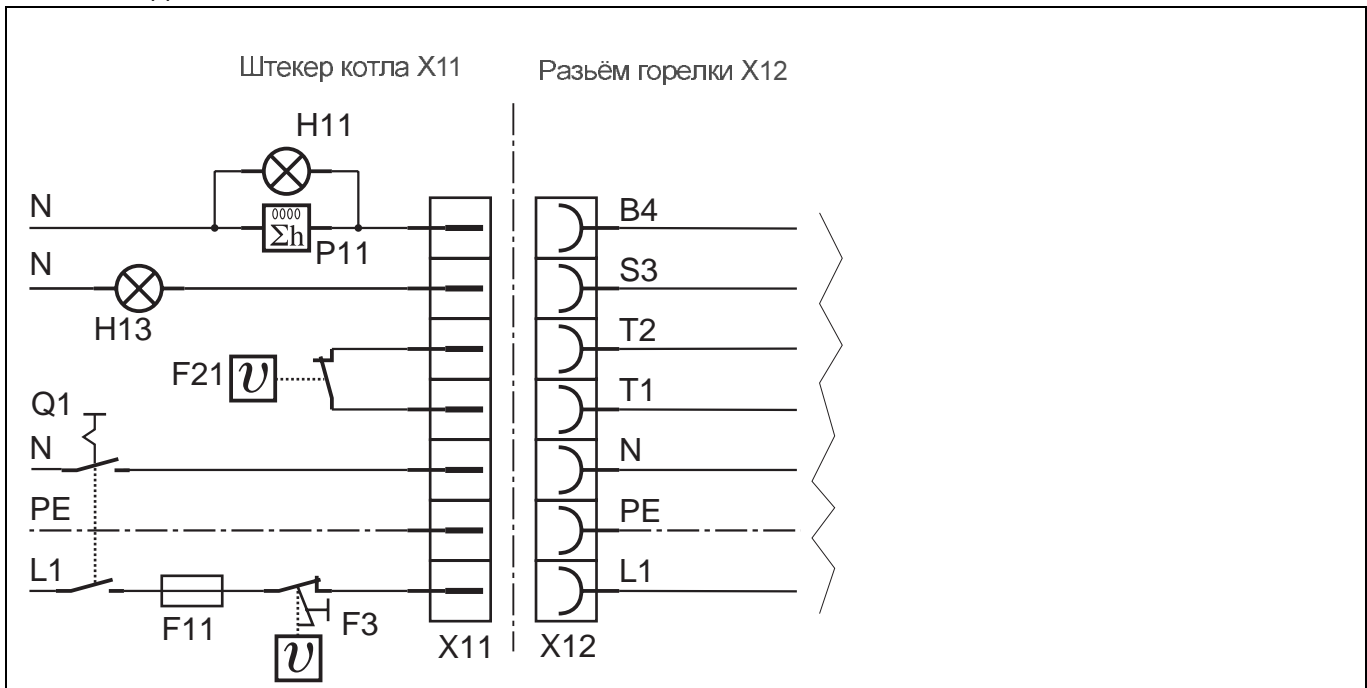 Штекер котла X11
Разьём горелки X12
H11
N
0000
Σh
P11
B4
N
H13
S3
T2
F21
υ
T1
Q1
N
N
PE
PE
L1
L1
F11
F3
υ
X11
X12